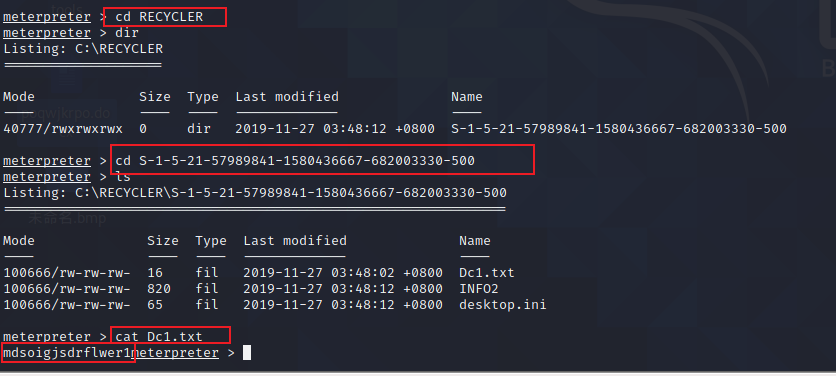 meterpreter > cd RECYCLER
meterpreter > dir
Listing: C:\RECYCLER
====================
Mode Size Type Last modified Name
---- ---- ---- ------------- ----
40777/rwxrwxrwx 0 dir 2019-11-27 03:48:12 +0800 S-1-5-21-57989841-1580436667-682003330-500
meterpreter > cd S-1-5-21-57989841-1580436667-682003330-500
meterpreter > ls
Listing: C:\RECYCLER\S-1-5-21-57989841-1580436667-682003330-500
===============================================================
未命名.bmp
Mode Size Type Last modified Name
---- ---- ---- ------------- ----
100666/rw-rw-rw- 16 fil 2019-11-27 03:48:02 +0800 Dc1.txt
100666/rw-rw-rw- 820 fil 2019-11-27 03:48:12 +0800 INFO2
100666/rw-rw-rw- 65 fil 2019-11-27 03:48:12 +0800 desktop.ini
meterpreter > cat Dc1.txt
mdsoigjsdrflwer1meterpreter >